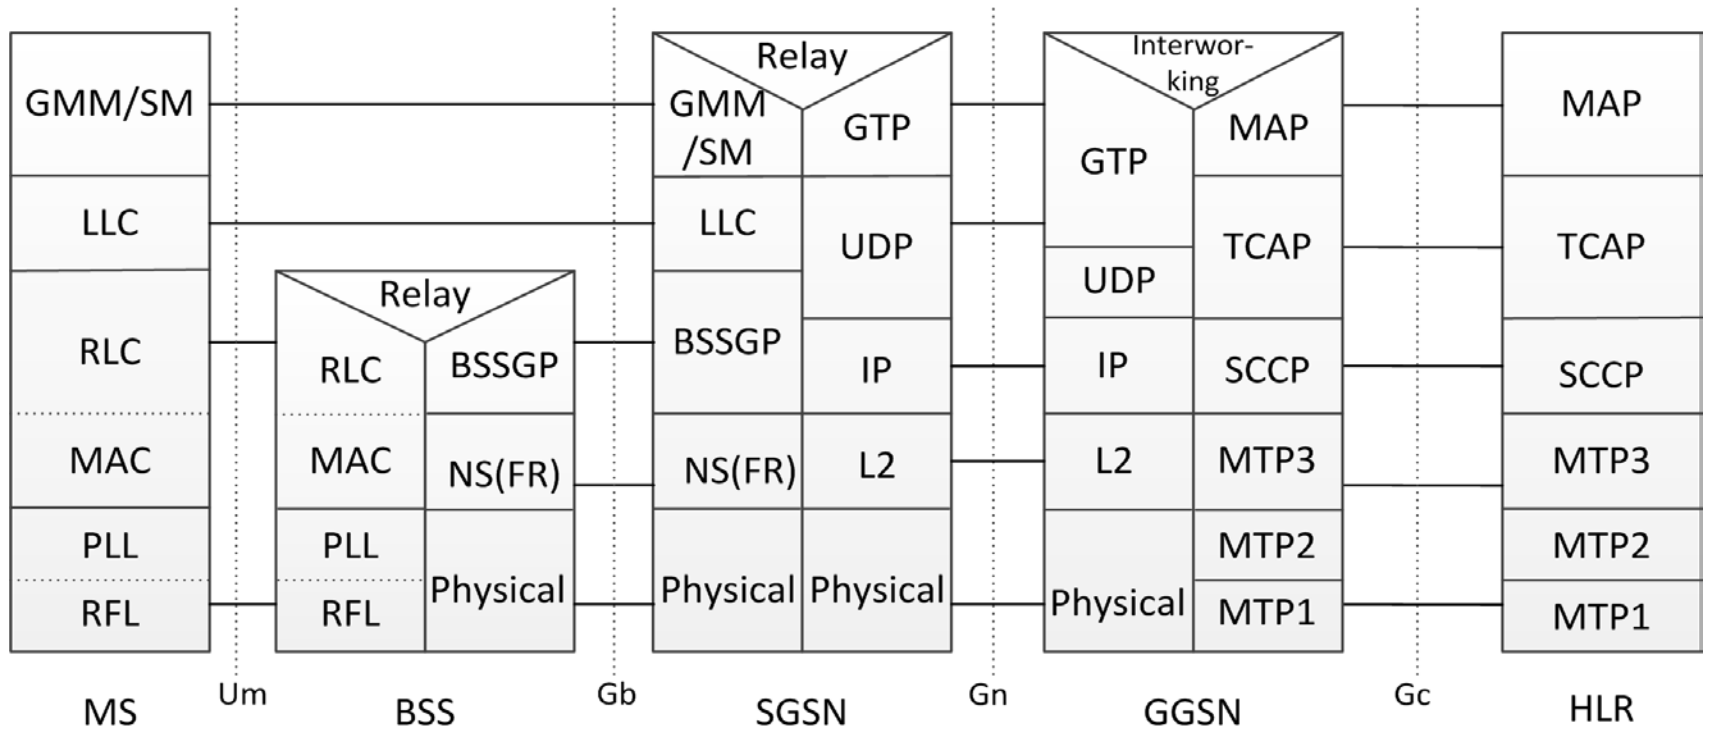 GMM/SM
LLC
RLC
MAC
PLL
RFL
MS
Um
Relay
RLC
MAC
PLL
RFL
BSSGP
NS(FR)
Physical
BSS
Gb
Relay
GMM
/SM
LLC
BSSGP
NS(FR)
Physical
GTP
UDP
IP
L2
Physical
SGSN
Gn
Interwor-
king
GTP
UDP
IP
L2
Physical
MAP
TCAP
SCCP
MTP3
MTP2
MTP1
GGSN
Gc
MAP
TCAP
SCCP
MTP3
MTP2
MTP1
HLR